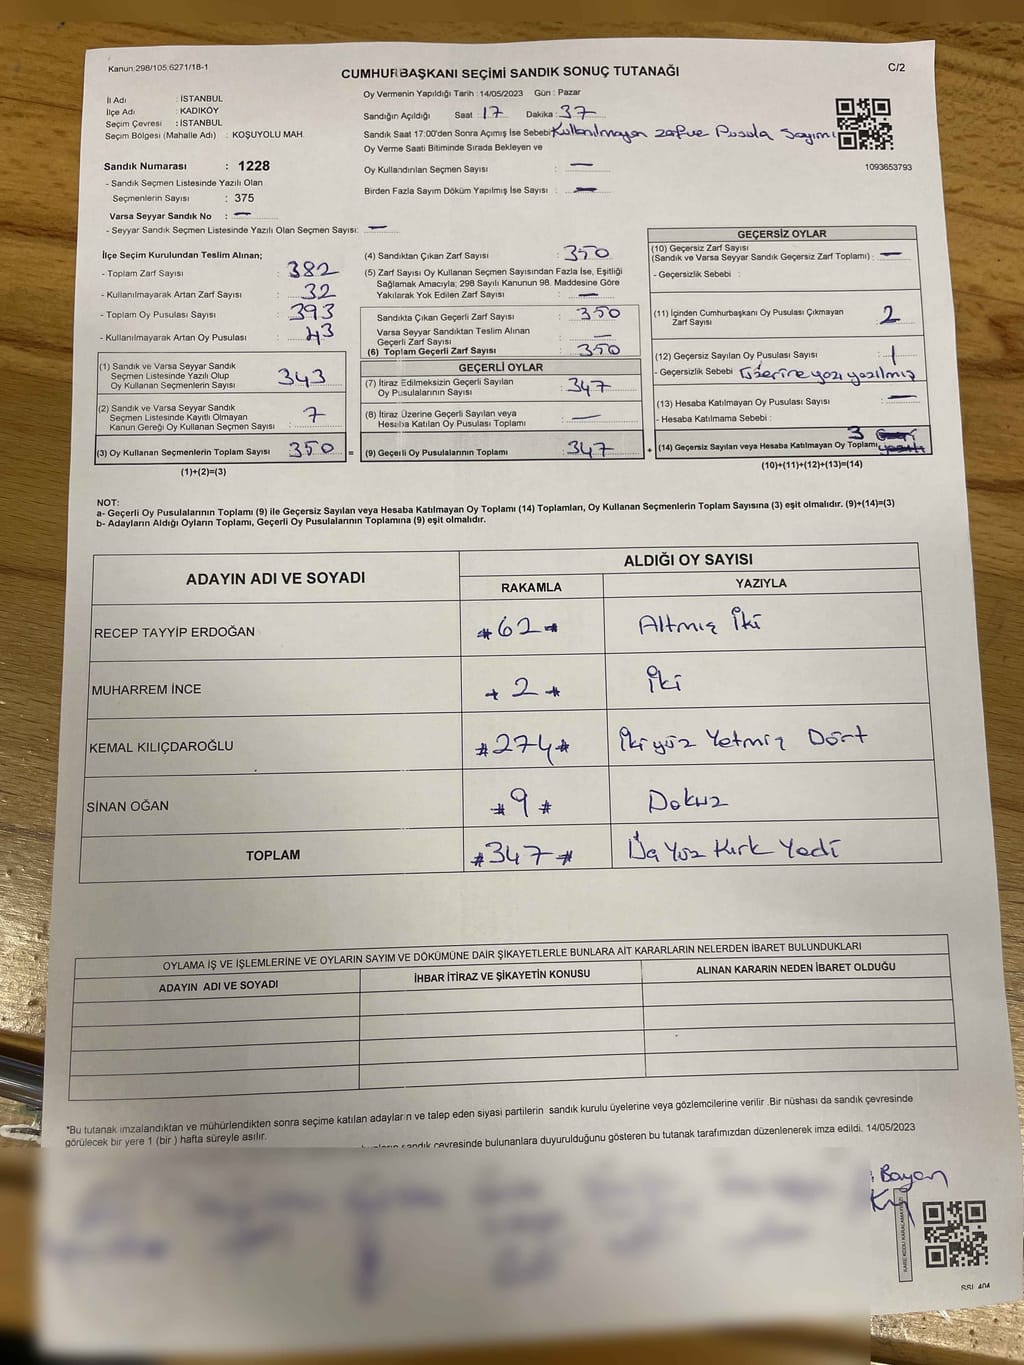 Kanun:298/105;6271/18-1
CUMHURBAŞKANI SEÇİMİ SANDIK SONUÇ TUTANAĞI
C/2
İl Adı : İSTANBUL
İlçe Adı : KADIKÖY
Seçim Çevresi : İSTANBUL
Seçim Bölgesi (Mahalle Adı) : KOŞUYOLU MAH.
Oy Vermenin Yapıldığı Tarih : 14/05/2023 Gün : Pazar
Sandığın Açıldığı Saat : 17 Dakika : 37
Sandık Saat 17:00'den Sonra Açımış İse Sebebi Kullanılmayan zarf ve Pusula Sayımı
Oy Verme Saati Bitiminde Sırada Bekleyen ve
Oy Kullandırılan Seçmen Sayısı : —
Birden Fazla Sayım Döküm Yapılmış İse Sayısı : —
1093653793
Sandık Numarası : 1228
- Sandık Seçmen Listesinde Yazılı Olan
Seçmenlerin Sayısı : 375
Varsa Seyyar Sandık No : —
- Seyyar Sandık Seçmen Listesinde Yazılı Olan Seçmen Sayısı: —
İlçe Seçim Kurulundan Teslim Alınan;
- Toplam Zarf Sayısı : 382
- Kullanılmayarak Artan Zarf Sayısı : 32
- Toplam Oy Pusulası Sayısı : 393
- Kullanılmayarak Artan Oy Pusulası : 43
(1) Sandık ve Varsa Seyyar Sandık
Seçmen Listesinde Yazılı Olup
Oy Kullanan Seçmenlerin Sayısı : 343
(2) Sandık ve Varsa Seyyar Sandık
Seçmen Listesinde Kayıtlı Olmayan
Kanun Gereği Oy Kullanan Seçmen Sayısı : 7
(3) Oy Kullanan Seçmenlerin Toplam Sayısı 350 =
(1)+(2)=(3)
(4) Sandıktan Çıkan Zarf Sayısı : 350
(5) Zarf Sayısı Oy Kullanan Seçmen Sayısından Fazla İse, Eşitliği
Sağlamak Amacıyla; 298 Sayılı Kanunun 98. Maddesine Göre
Yakılarak Yok Edilen Zarf Sayısı : —
Sandıkta Çıkan Geçerli Zarf Sayısı : 350
Varsa Seyyar Sandıktan Teslim Alınan
Geçerli Zarf Sayısı : —
(6) Toplam Geçerli Zarf Sayısı : 350
GEÇERLİ OYLAR
(7) İtiraz Edilmeksizin Geçerli Sayılan
Oy Pusulalarının Sayısı : 347
(8) İtiraz Üzerine Geçerli Sayılan veya
Hesaba Katılan Oy Pusulası Toplamı : —
(9) Geçerli Oy Pusulalarının Toplamı : 347 +
GEÇERSİZ OYLAR
(10) Geçersiz Zarf Sayısı
(Sandık ve Varsa Seyyar Sandık Geçersiz Zarf Toplamı) : —
- Geçersizlik Sebebi :
(11) İçinden Cumhurbaşkanı Oy Pusulası Çıkmayan
Zarf Sayısı : 2
(12) Geçersiz Sayılan Oy Pusulası Sayısı : 1
- Geçersizlik Sebebi : Üzerine yazı yazılmış
(13) Hesaba Katılmayan Oy Pusulası Sayısı : —
- Hesaba Katılmama Sebebi :
(14) Geçersiz Sayılan veya Hesaba Katılmayan Oy Toplamı 3
(10)+(11)+(12)+(13)=(14)
NOT:
a- Geçerli Oy Pusulalarının Toplamı (9) ile Geçersiz Sayılan veya Hesaba Katılmayan Oy Toplamı (14) Toplamları, Oy Kullanan Seçmenlerin Toplam Sayısına (3) eşit olmalıdır. (9)+(14)=(3)
b- Adayların Aldığı Oyların Toplamı, Geçerli Oy Pusulalarının Toplamına (9) eşit olmalıdır.
ADAYIN ADI VE SOYADI
ALDIĞI OY SAYISI
RAKAMLA YAZIYLA
RECEP TAYYİP ERDOĞAN #62# Altmış İki
MUHARREM İNCE #2# İki
KEMAL KILIÇDAROĞLU #274# İki yüz Yetmiş Dört
SİNAN OĞAN #9# Dokuz
TOPLAM #347# Üç Yüz Kırk Yedi
OYLAMA İŞ VE İŞLEMLERİNE VE OYLARIN SAYIM VE DÖKÜMÜNE DAİR ŞİKAYETLERLE BUNLARA AİT KARARLARIN NELERDEN İBARET BULUNDUKLARI
ADAYIN ADI VE SOYADI İHBAR İTİRAZ VE ŞİKAYETİN KONUSU ALINAN KARARIN NEDEN İBARET OLDUĞU
*Bu tutanak imzalandıktan ve mühürlendikten sonra seçime katılan adayların ve talep eden siyasi partilerin sandık kurulu üyelerine veya gözlemcilerine verilir .Bir nüshası da sandık çevresinde
görülecek bir yere 1 (bir ) hafta süreyle asılır.
sandık çevresinde bulunanlara duyurulduğunu gösteren bu tutanak tarafımızdan düzenlenerek imza edildi. 14/05/2023